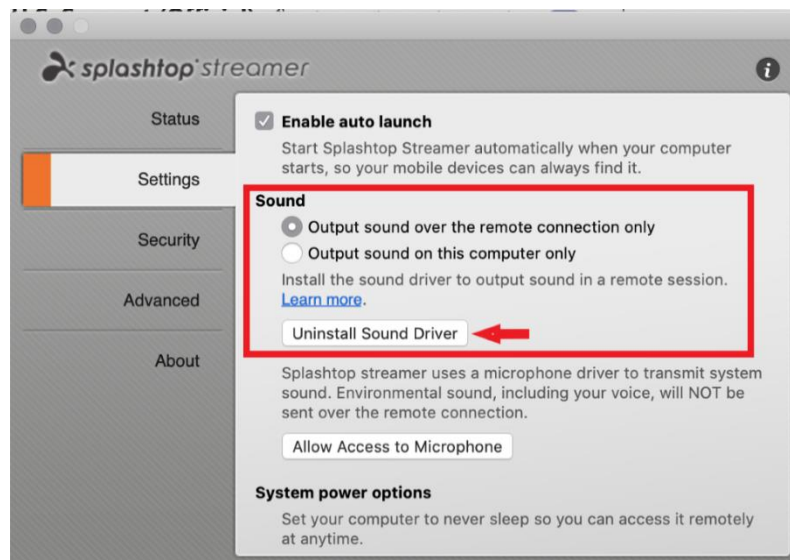 splashtop streamer
Status
Settings
Security
Advanced
About
Enable auto launch
Start Splashtop Streamer automatically when your computer
starts, so your mobile devices can always find it.
Sound
Output sound over the remote connection only
Output sound on this computer only
Install the sound driver to output sound in a remote session.
Learn more.
Uninstall Sound Driver
Splashtop streamer uses a microphone driver to transmit system
sound. Environmental sound, including your voice, will NOT be
sent over the remote connection.
Allow Access to Microphone
System power options
Set your computer to never sleep so you can access it remotely
at anytime.